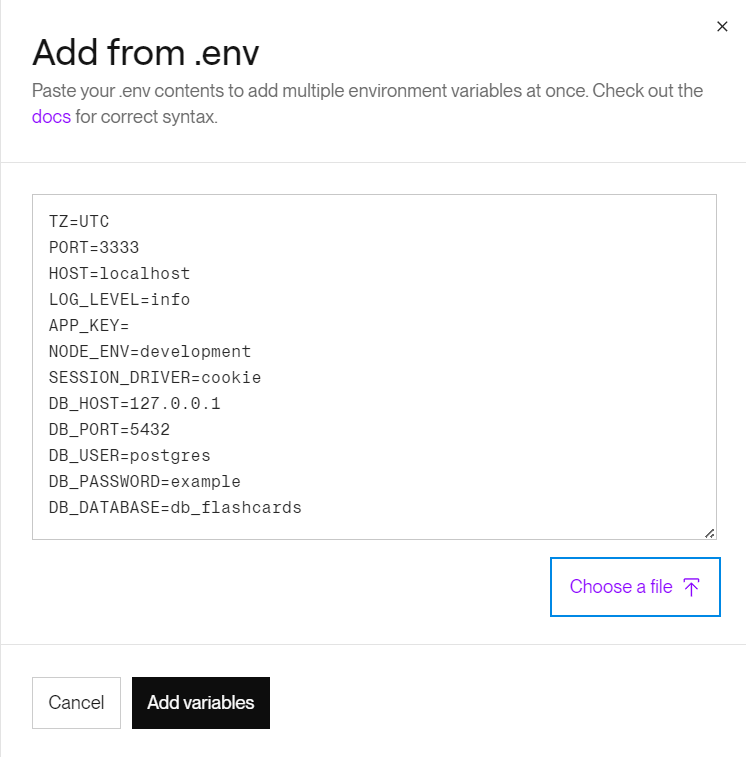 Add from .env
Paste your .env contents to add multiple environment variables at once. Check out the
docs for correct syntax.
TZ=UTC
PORT=3333
HOST=localhost
LOG_LEVEL=info
APP_KEY=
NODE_ENV=development
SESSION_DRIVER=cookie
DB_HOST=127.0.0.1
DB_PORT=5432
DB_USER=postgres
DB_PASSWORD=example
DB_DATABASE=db_flashcards
Choose a file
Cancel
Add variables